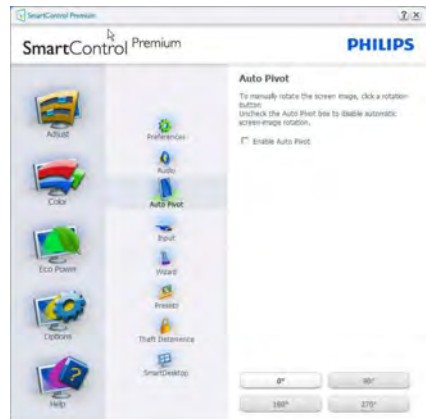 SmartControl Premium
? X
SmartControl Premium
PHILIPS
Adjust
Color
Eco Power
Options
Help
Preferences
Audio
Auto Pivot
Input
Wizard
Presets
Theft Deterrence
SmartDesktop
Auto Pivot
To manually rotate the screen image, click a rotation
button
Uncheck the Auto Pivot box to disable automatic
screen-image rotation.
Enable Auto Pivot
0°
90°
180°
270°